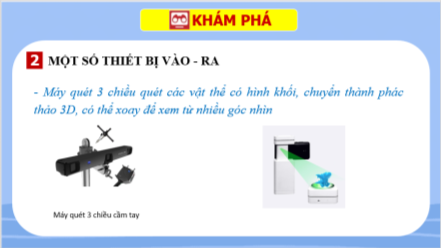 KHÁM PHÁ
2 MỘT SỐ THIẾT BỊ VÀO - RA
- Máy quét 3 chiều quét các vật thể có hình khối, chuyển thành phác
thảo 3D, có thể xoay để xem từ nhiều góc nhìn
Máy quét 3 chiều cầm tay